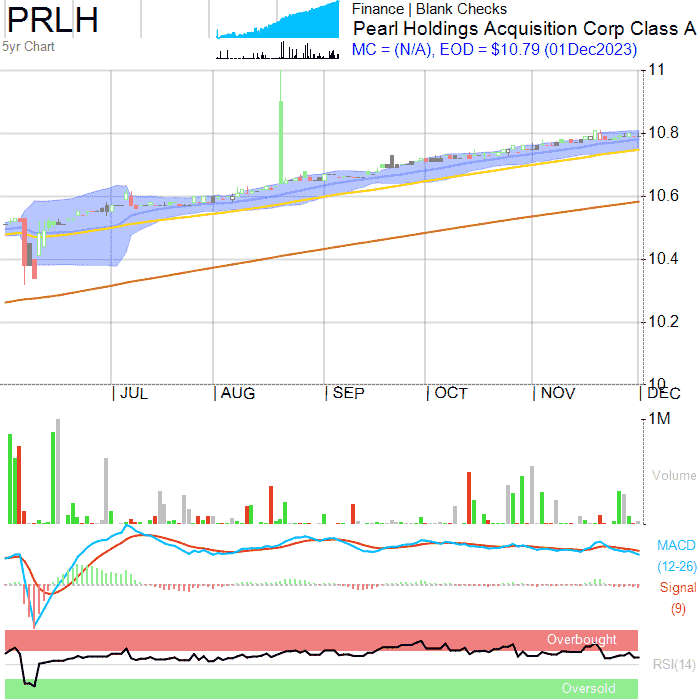 PRLH
5yr Chart
Finance | Blank Checks
Pearl Holdings Acquisition Corp Class A
MC = (N/A), EOD = $10.79 (01Dec2023)
11
10.8
10.6
10.4
10.2
10
JUL AUG SEP OCT NOV DEC
1M
Volume
MACD
(12-26)
Signal
(9)
Overbought
RSI(14)
Oversold